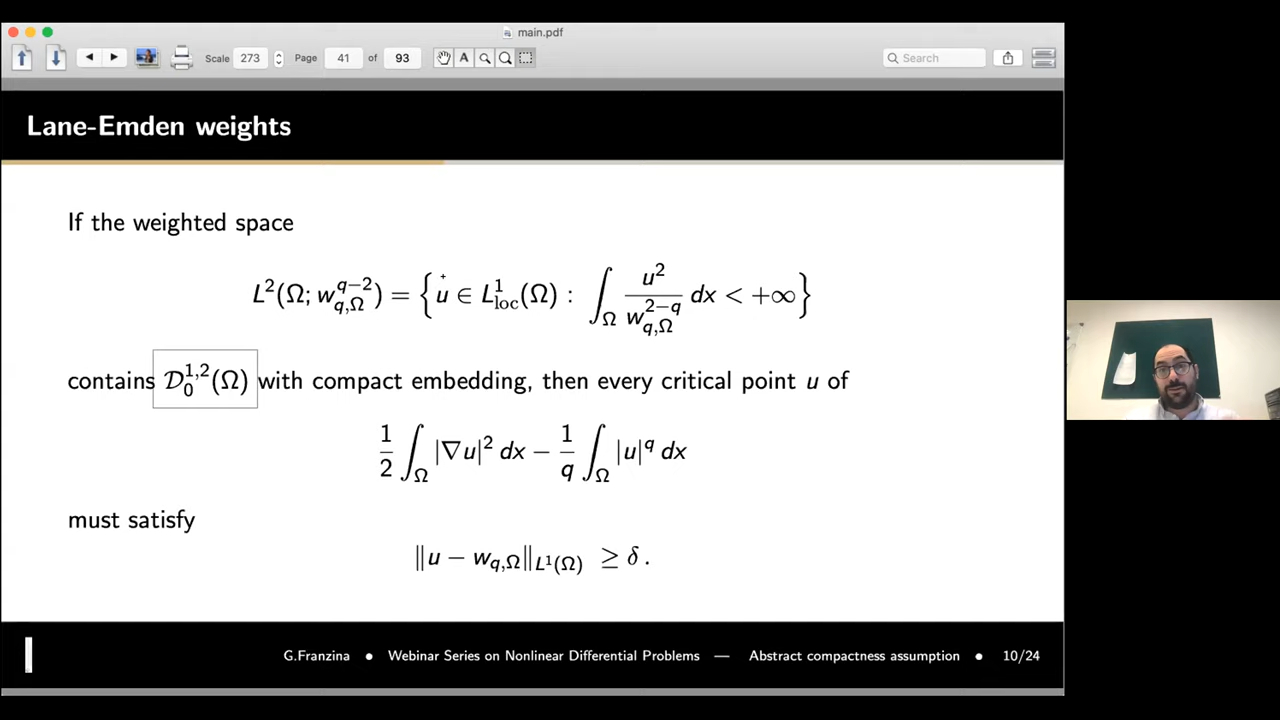 main.pdf
Scale 273 Page 41 of 93 A Search
Lane-Emden weights
If the weighted space
L²(Ω; w_{q,Ω}^{q−2}) = { u ∈ L¹_loc(Ω) : ∫_Ω u² / w_{q,Ω}^{2−q} dx < +∞ }
contains 𝒟₀^{1,2}(Ω) with compact embedding, then every critical point u of
1/2 ∫_Ω |∇u|² dx − 1/q ∫_Ω |u|^q dx
must satisfy
‖u − w_{q,Ω}‖_{L¹(Ω)} ≥ δ .
G.Franzina • Webinar Series on Nonlinear Differential Problems — Abstract compactness assumption • 10/24